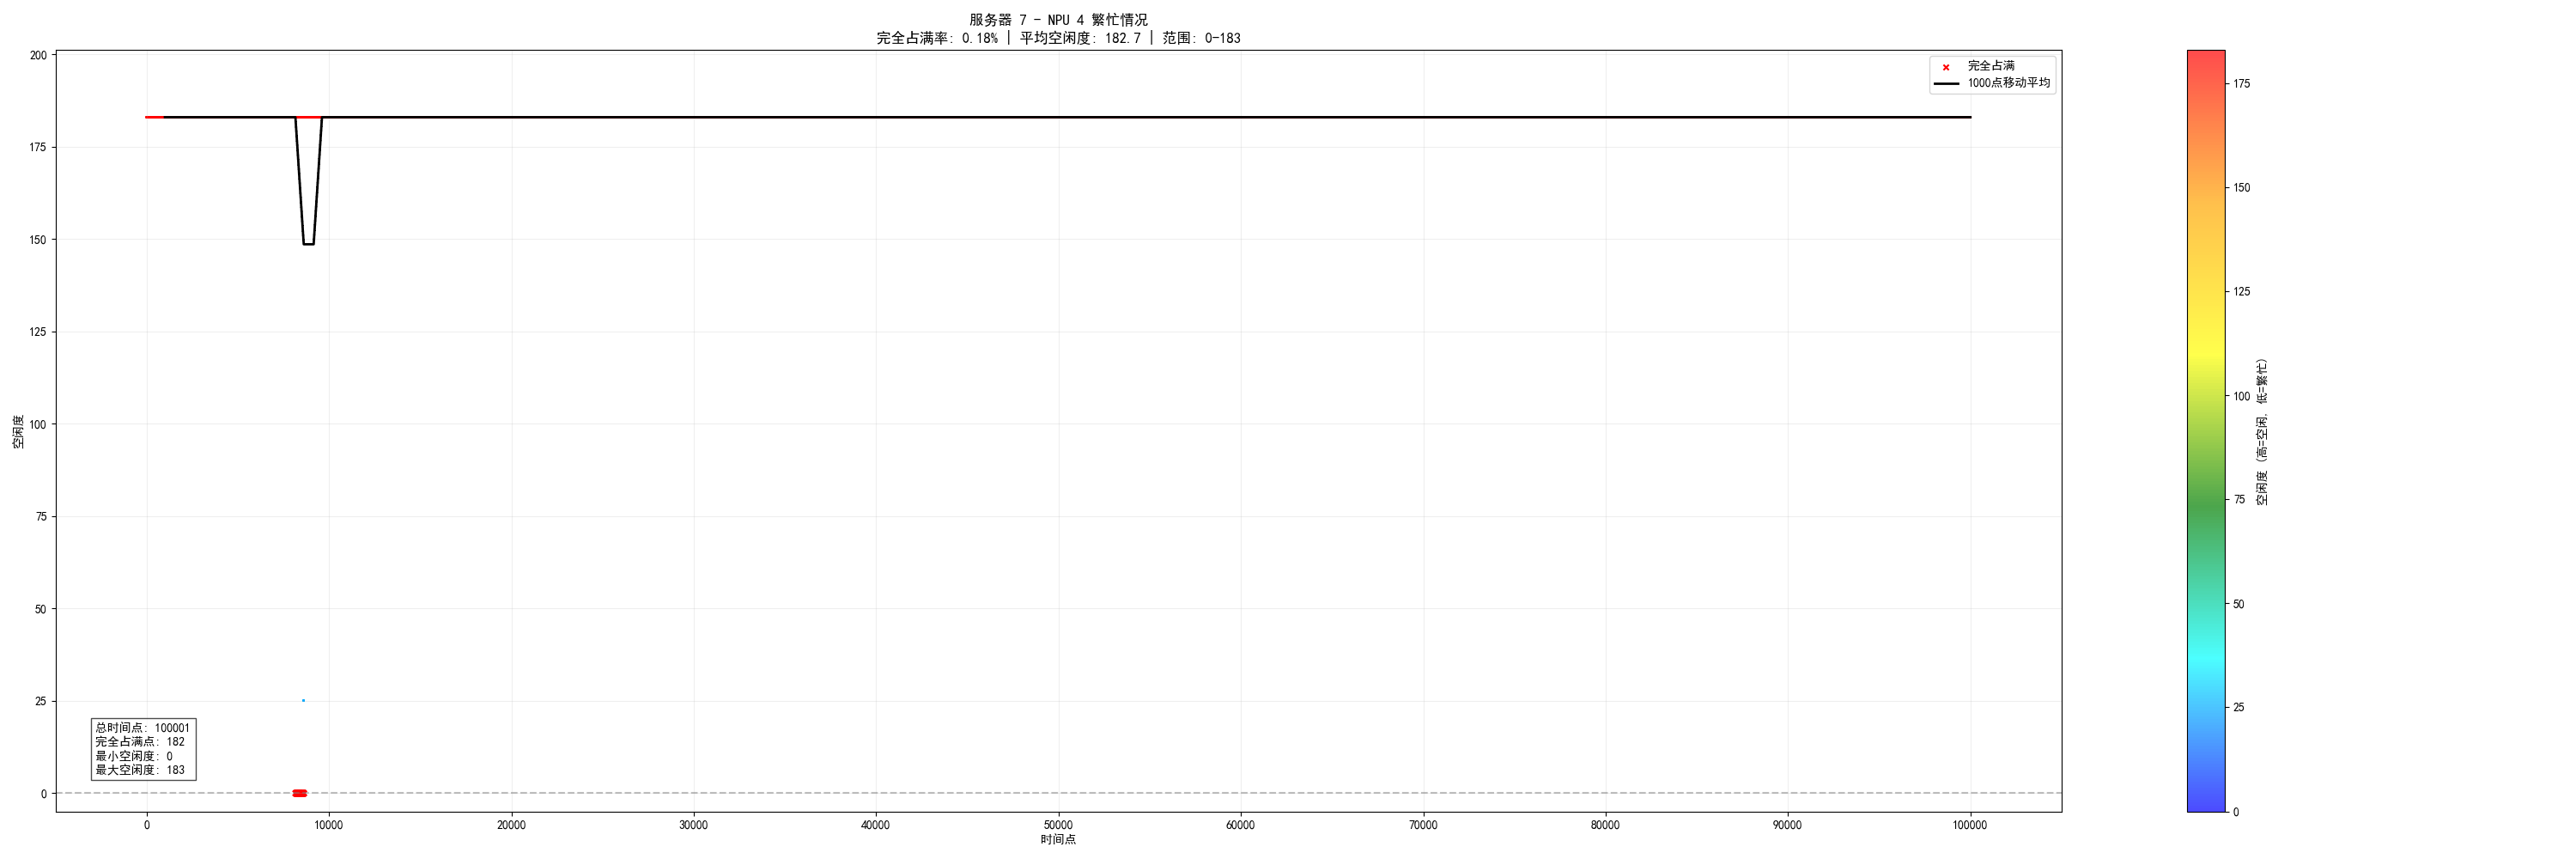 服务器 7 - NPU 4 繁忙情况
完全占满率: 0.18% | 平均空闲度: 182.7 | 范围: 0-183
完全占满
1000点移动平均
空闲度
200
175
150
125
100
75
50
25
0
总时间点: 100001
完全占满点: 182
最小空闲度: 0
最大空闲度: 183
0
10000
20000
30000
40000
50000
60000
70000
80000
90000
100000
时间点
175
150
125
100
75
50
25
0
空闲度 (高=空闲, 低=繁忙)